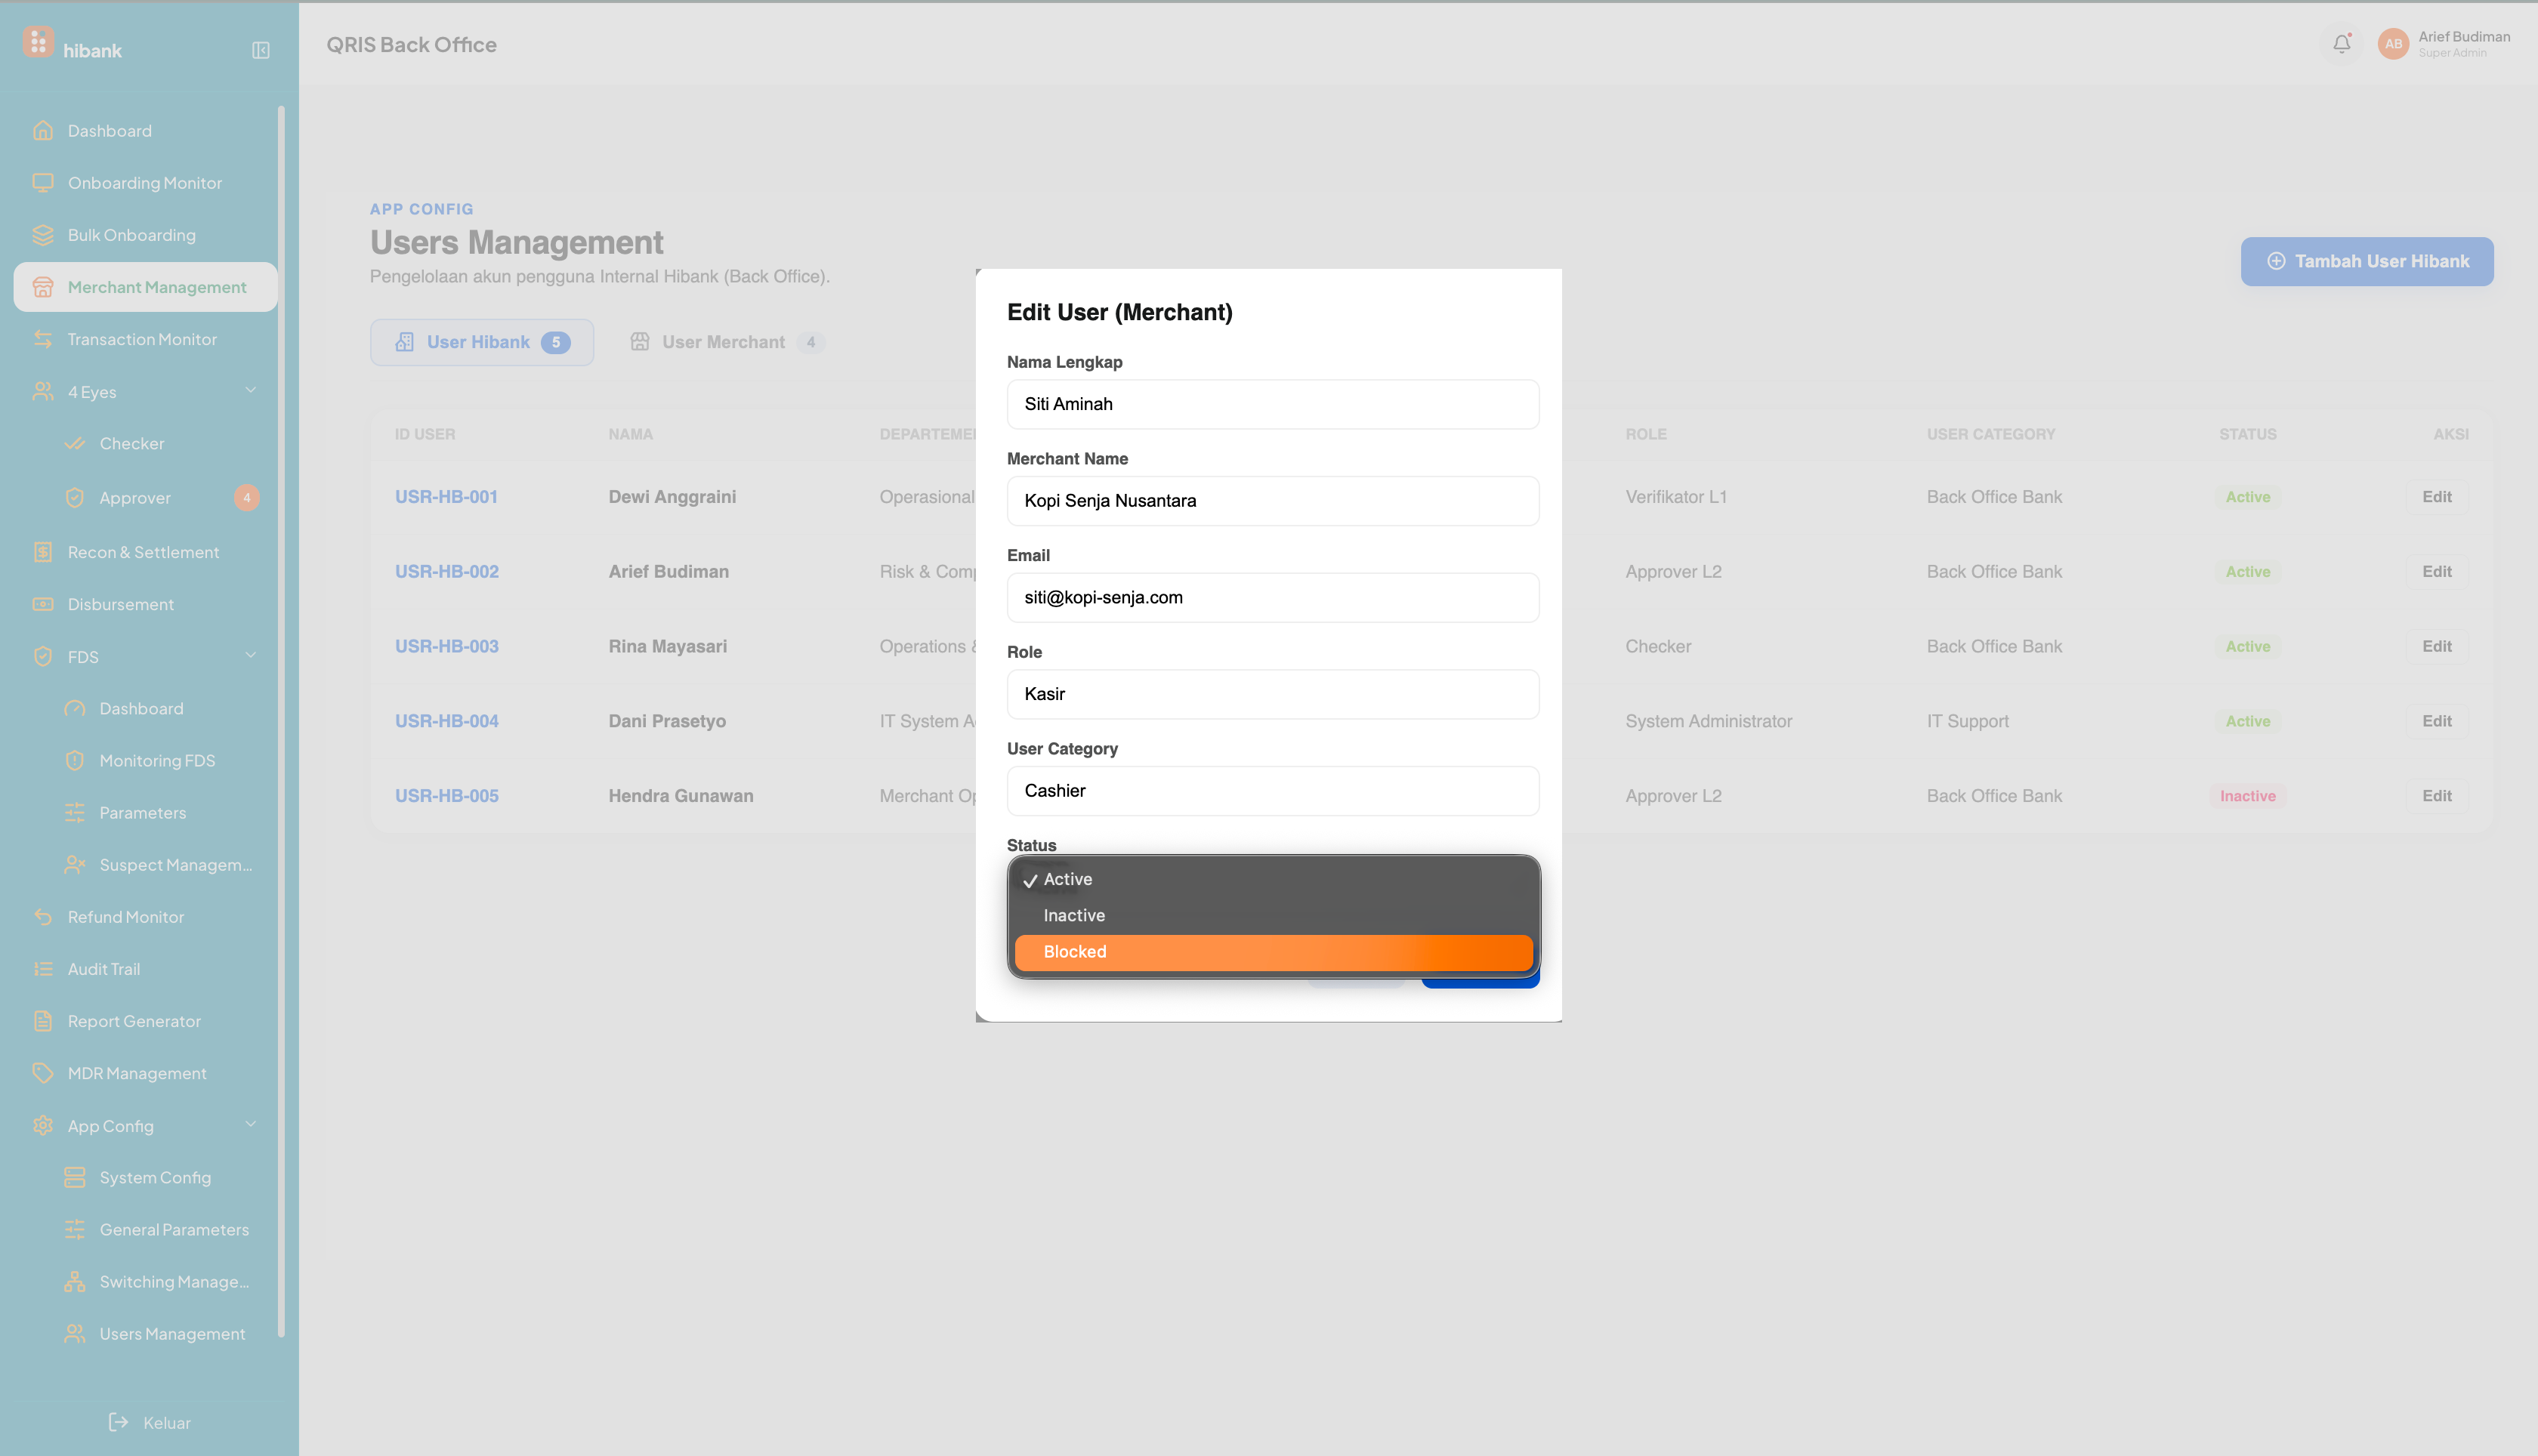 hibank
QRIS Back Office
AB
Arief Budiman
Super Admin
Dashboard
Onboarding Monitor
Bulk Onboarding
Merchant Management
Transaction Monitor
4 Eyes
Checker
Approver 4
Recon & Settlement
Disbursement
FDS
Dashboard
Monitoring FDS
Parameters
Suspect Managem...
Refund Monitor
Audit Trail
Report Generator
MDR Management
App Config
System Config
General Parameters
Switching Manage...
Users Management
Keluar
APP CONFIG
Users Management
Pengelolaan akun pengguna Internal Hibank (Back Office).
Tambah User Hibank
User Hibank 5
User Merchant 4
ID USER NAMA DEPARTEME ROLE USER CATEGORY STATUS AKSI
USR-HB-001 Dewi Anggraini Operasional Verifikator L1 Back Office Bank Active Edit
USR-HB-002 Arief Budiman Risk & Comp Approver L2 Back Office Bank Active Edit
USR-HB-003 Rina Mayasari Operations Checker Back Office Bank Active Edit
USR-HB-004 Dani Prasetyo IT System A System Administrator IT Support Active Edit
USR-HB-005 Hendra Gunawan Merchant Op Approver L2 Back Office Bank Inactive Edit
Edit User (Merchant)
Nama Lengkap
Siti Aminah
Merchant Name
Kopi Senja Nusantara
Email
siti@kopi-senja.com
Role
Kasir
User Category
Cashier
Status
✓ Active
Inactive
Blocked